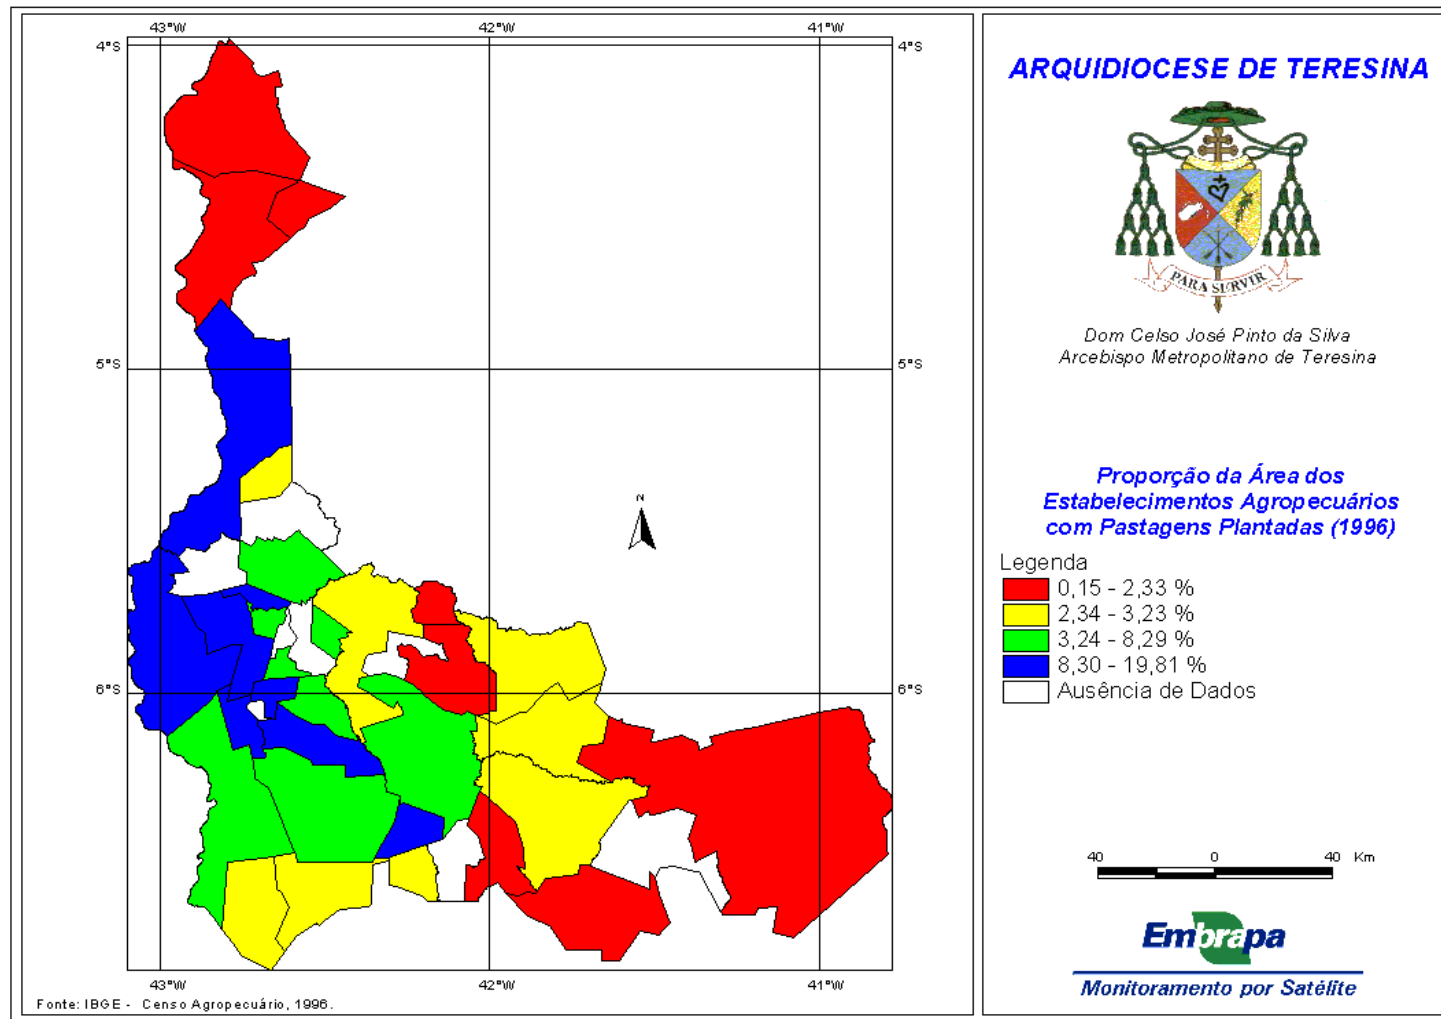 43°W
42°W
41°W
4°S
4°S
5°S
5°S
6°S
6°S
43°W
42°W
41°W
N
Fonte: IBGE - Censo Agropecuário, 1996.
ARQUIDIOCESE DE TERESINA
PARA SERVIR
Dom Celso José Pinto da Silva
Arcebispo Metropolitano de Teresina
Proporção da Área dos
Estabelecimentos Agropecuários
com Pastagens Plantadas (1996)
Legenda
0,15 - 2,33 %
2,34 - 3,23 %
3,24 - 8,29 %
8,30 - 19,81 %
Ausência de Dados
40 0 40 Km
Embrapa
Monitoramento por Satélite